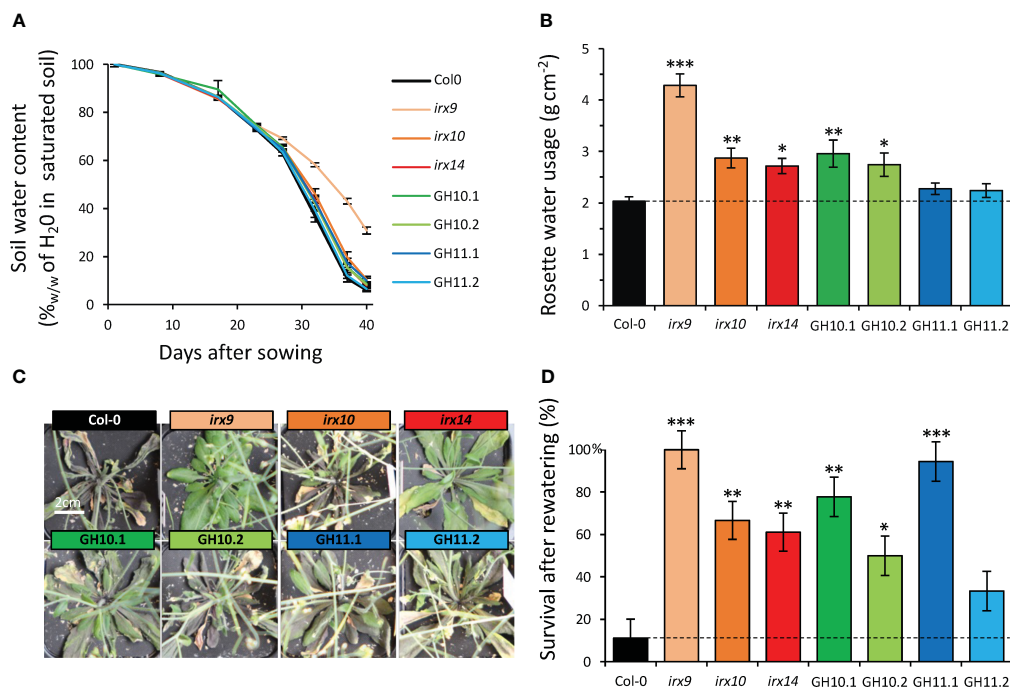 A
Soil water content
(%w/w of H20 in saturated soil)
100
80
60
40
20
0
0
10
20
30
40
Days after sowing
Col0
irx9
irx10
irx14
GH10.1
GH10.2
GH11.1
GH11.2
B
Rosette water usage (g cm-2)
5
4
3
3
2
1
0
***
**
*
**
*
Col-0 irx9 irx10 irx14 GH10.1 GH10.2 GH11.1 GH11.2
C
Col-0 irx9 irx10 irx14
2cm
GH10.1 GH10.2 GH11.1 GH11.2
D
Survival after rewatering (%)
100%
80
60
40
20
0
***
**
**
**
*
***
Col-0 irx9 irx10 irx14 GH10.1 GH10.2 GH11.1 GH11.2